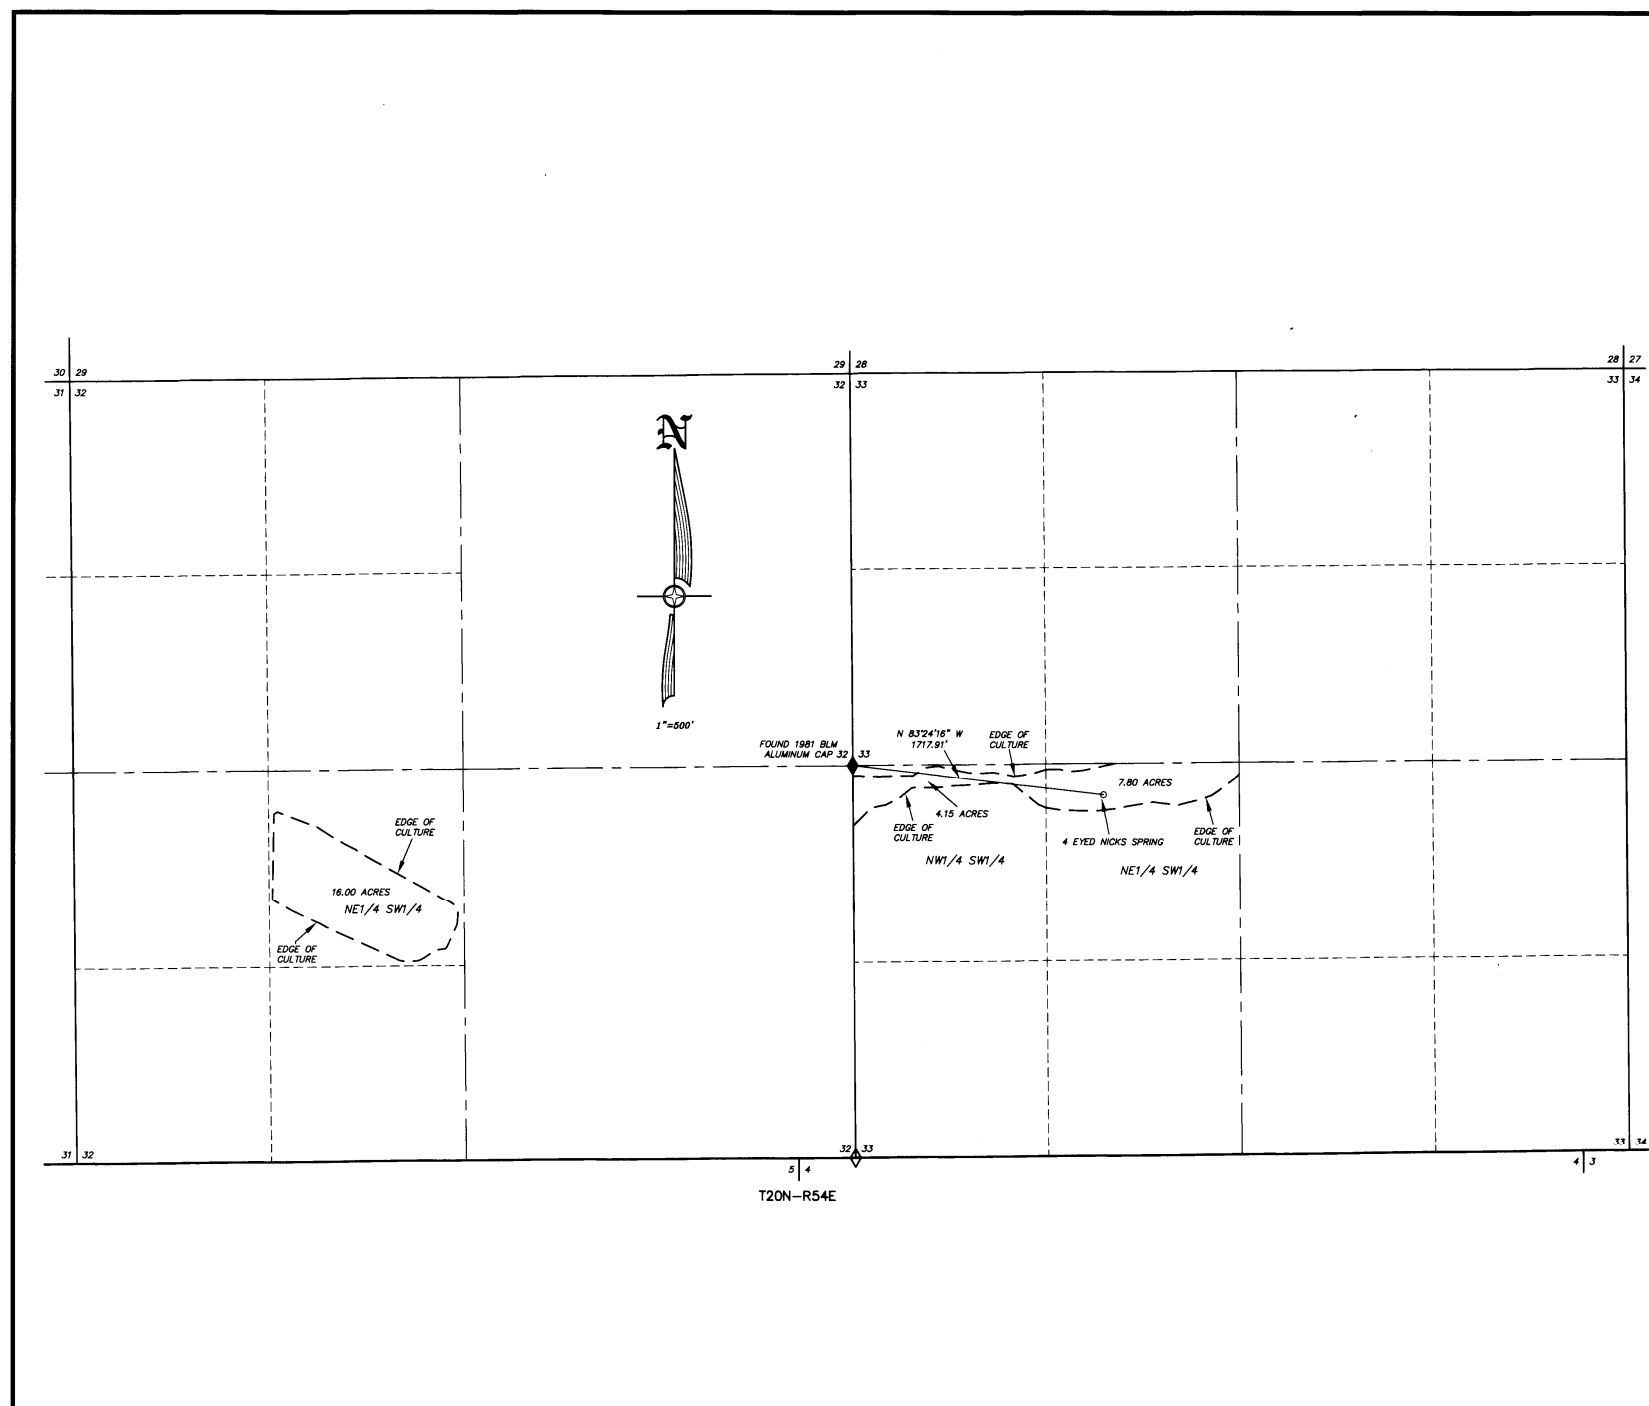 29 28
28 27
30 29
32 33
33 34
31 32
N
1"=500'
FOUND 1981 BLM
ALUMINUM CAP 32 33
N 83°24'16" W
1717.91'
EDGE OF
CULTURE
7.80 ACRES
4.15 ACRES
EDGE OF
CULTURE
EDGE OF
CULTURE
EDGE OF
CULTURE
4 EYED NICKS SPRING
NW1/4 SW1/4
NE1/4 SW1/4
16.00 ACRES
NE1/4 SW1/4
EDGE OF
CULTURE
31 32
32 33
33 34
5 4
4 3
T20N-R54E